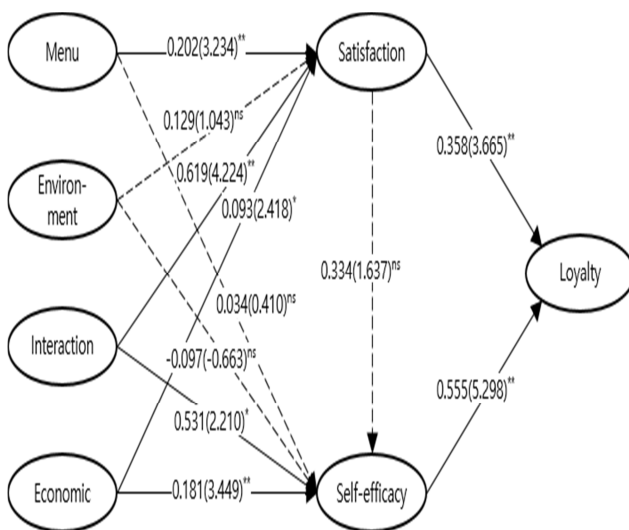 Menu
0.202(3.234)**
Satisfaction
0.129(1.043)ns
0.358(3.665)**
0.619(4.224)**
Environ-
ment
0.093(2.418)*
0.334(1.637)ns
Loyalty
0.034(0.410)ns
Interaction
-0.097(-0.663)ns
0.555(5.298)**
0.531(2.210)*
Economic
0.181(3.449)**
Self-efficacy